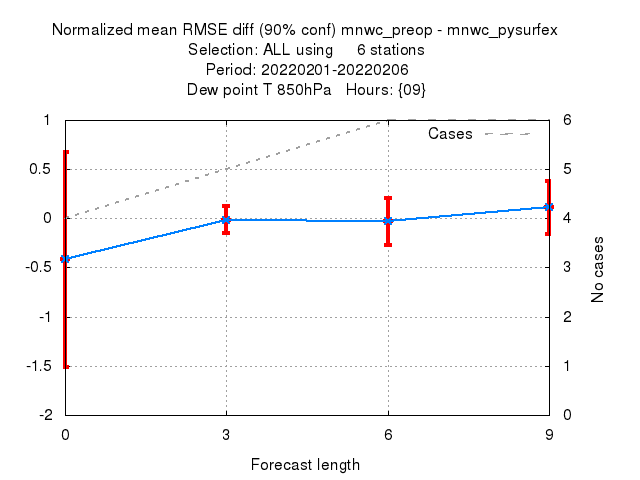 Normalized mean RMSE diff (90% conf) mnwc_preop - mnwc_pysurfex
Selection: ALL using     6 stations
Period: 20220201-20220206
Dew point T 850hPa   Hours: {09}
Cases
1
0.5
0
-0.5
-1
-1.5
-2
6
5
4
3
2
1
0
No cases
0
3
6
9
Forecast length